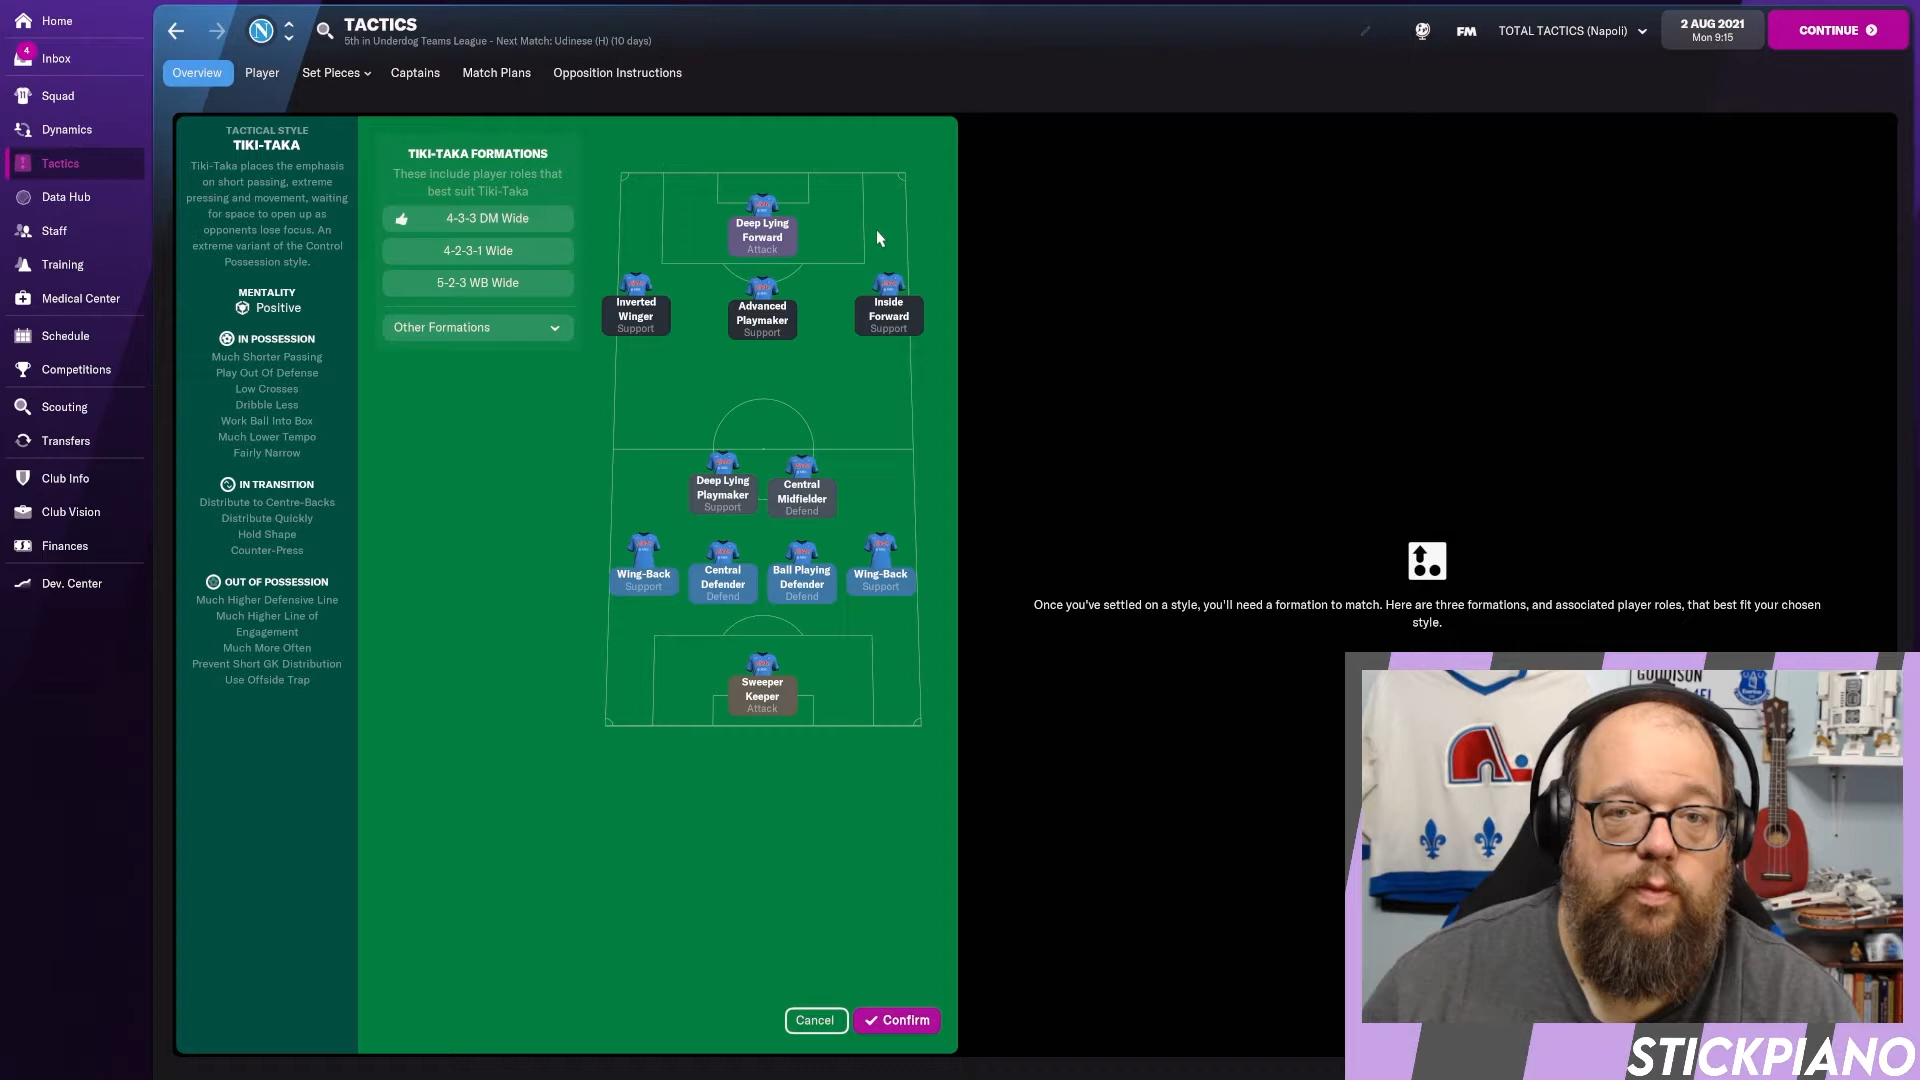 Home
4
Inbox
Squad
Dynamics
Tactics
Data Hub
Staff
Training
Medical Center
Schedule
Competitions
Scouting
Transfers
Club Info
Club Vision
Finances
Dev. Center
N
TACTICS
5th in Underdog Teams League - Next Match: Udinese (H) (10 days)
FM
TOTAL TACTICS (Napoli)
2 AUG 2021
Mon 9:15
CONTINUE
Overview
Player
Set Pieces
Captains
Match Plans
Opposition Instructions
TACTICAL STYLE
TIKI-TAKA
Tiki-Taka places the emphasis
on short passing, extreme
pressing and movement, waiting
for space to open up as
opponents lose focus. An
extreme variant of the Control
Possession style.
MENTALITY
Positive
IN POSSESSION
Much Shorter Passing
Play Out Of Defense
Low Crosses
Dribble Less
Work Ball Into Box
Much Lower Tempo
Fairly Narrow
IN TRANSITION
Distribute to Centre-Backs
Distribute Quickly
Hold Shape
Counter-Press
OUT OF POSSESSION
Much Higher Defensive Line
Much Higher Line of
Engagement
Much More Often
Prevent Short GK Distribution
Use Offside Trap
TIKI-TAKA FORMATIONS
These include player roles that
best suit Tiki-Taka
4-3-3 DM Wide
4-2-3-1 Wide
5-2-3 WB Wide
Other Formations
Deep Lying
Forward
Attack
Inverted
Winger
Support
Advanced
Playmaker
Support
Inside
Forward
Support
Deep Lying
Playmaker
Support
Central
Midfielder
Defend
Wing-Back
Support
Central
Defender
Defend
Ball Playing
Defender
Defend
Wing-Back
Support
Sweeper
Keeper
Attack
Cancel
Confirm
Once you've settled on a style, you'll need a formation to match. Here are three formations, and associated player roles, that best fit your chosen
style.
GOODISON
Everton
STICKPIANO